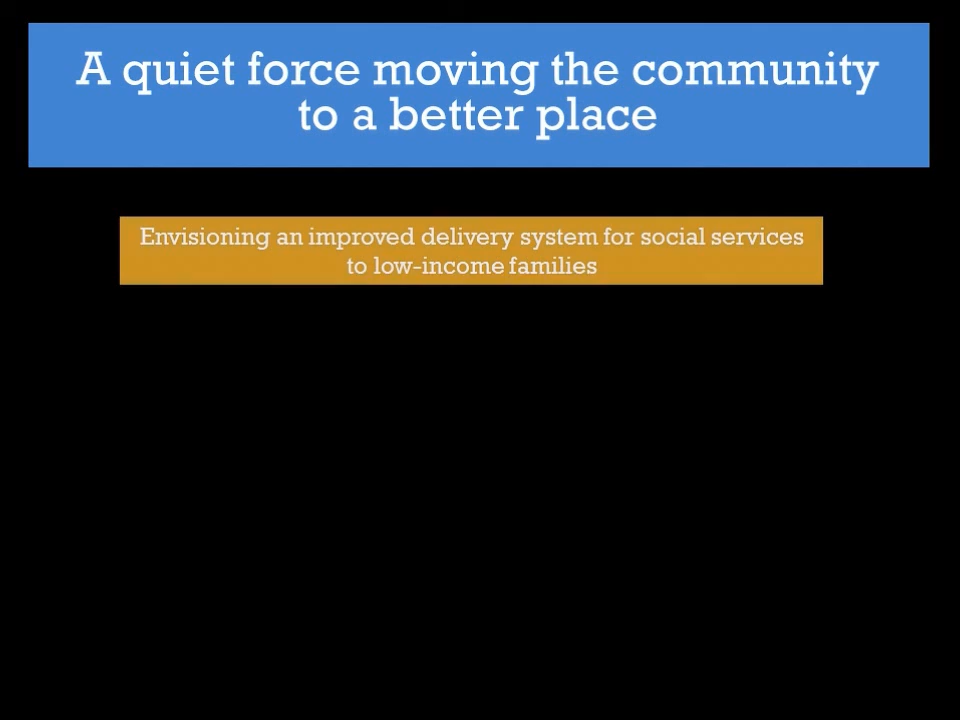 A quiet force moving the community
to a better place
Envisioning an improved delivery system for social services
to low-income families